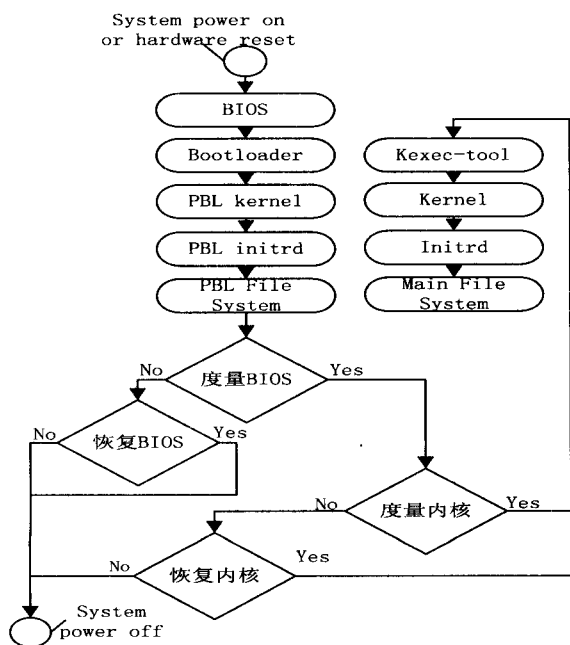 System power on
or hardware reset
BIOS
Bootloader
Kexec-tool
PBL kernel
Kernel
PBL initrd
Initrd
PBL File
System
Main File
System
No
度量BIOS
Yes
No
恢复BIOS
Yes
No
度量内核
Yes
No
恢复内核
Yes
System
power off